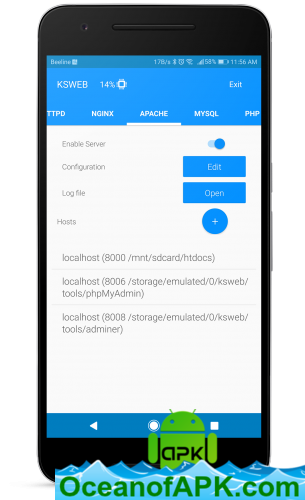 Beeline 17B/s 58% 11:56 AM
KSWEB 14% Exit
TTPD NGINX APACHE MYSQL PHP
Enable Server
Configuration Edit
Log file Open
Hosts +
localhost (8000 /mnt/sdcard/htdocs)
localhost (8006 /storage/emulated/0/ksweb/
tools/phpMyAdmin)
localhost (8008 /storage/emulated/0/ksweb/
tools/adminer)
apk
OceanofAPK.com